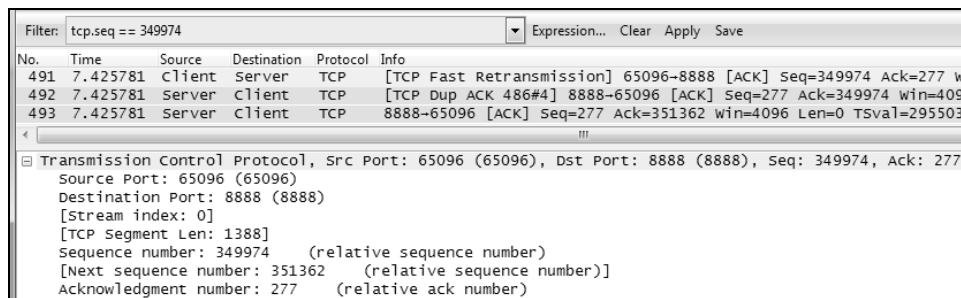 Filter: tcp.seq == 349974 Expression... Clear Apply Save
No. Time Source Destination Protocol Info
491 7.425781 Client Server TCP [TCP Fast Retransmission] 65096→8888 [ACK] Seq=349974 Ack=277 W
492 7.425781 Server Client TCP [TCP Dup ACK 486#4] 8888→65096 [ACK] Seq=277 Ack=349974 Win=409
493 7.425781 Server Client TCP 8888→65096 [ACK] Seq=277 Ack=351362 Win=4096 Len=0 TSval=295503
Transmission Control Protocol, Src Port: 65096 (65096), Dst Port: 8888 (8888), Seq: 349974, Ack: 277
Source Port: 65096 (65096)
Destination Port: 8888 (8888)
[Stream index: 0]
[TCP Segment Len: 1388]
Sequence number: 349974 (relative sequence number)
[Next sequence number: 351362 (relative sequence number)]
Acknowledgment number: 277 (relative ack number)